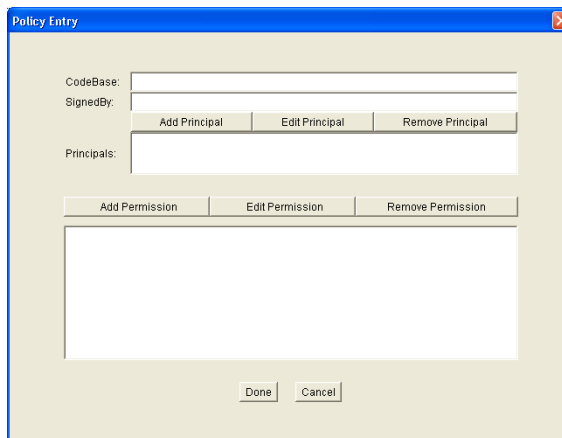 Policy Entry
CodeBase:
SignedBy:
Add Principal Edit Principal Remove Principal
Principals:
Add Permission Edit Permission Remove Permission
Done Cancel